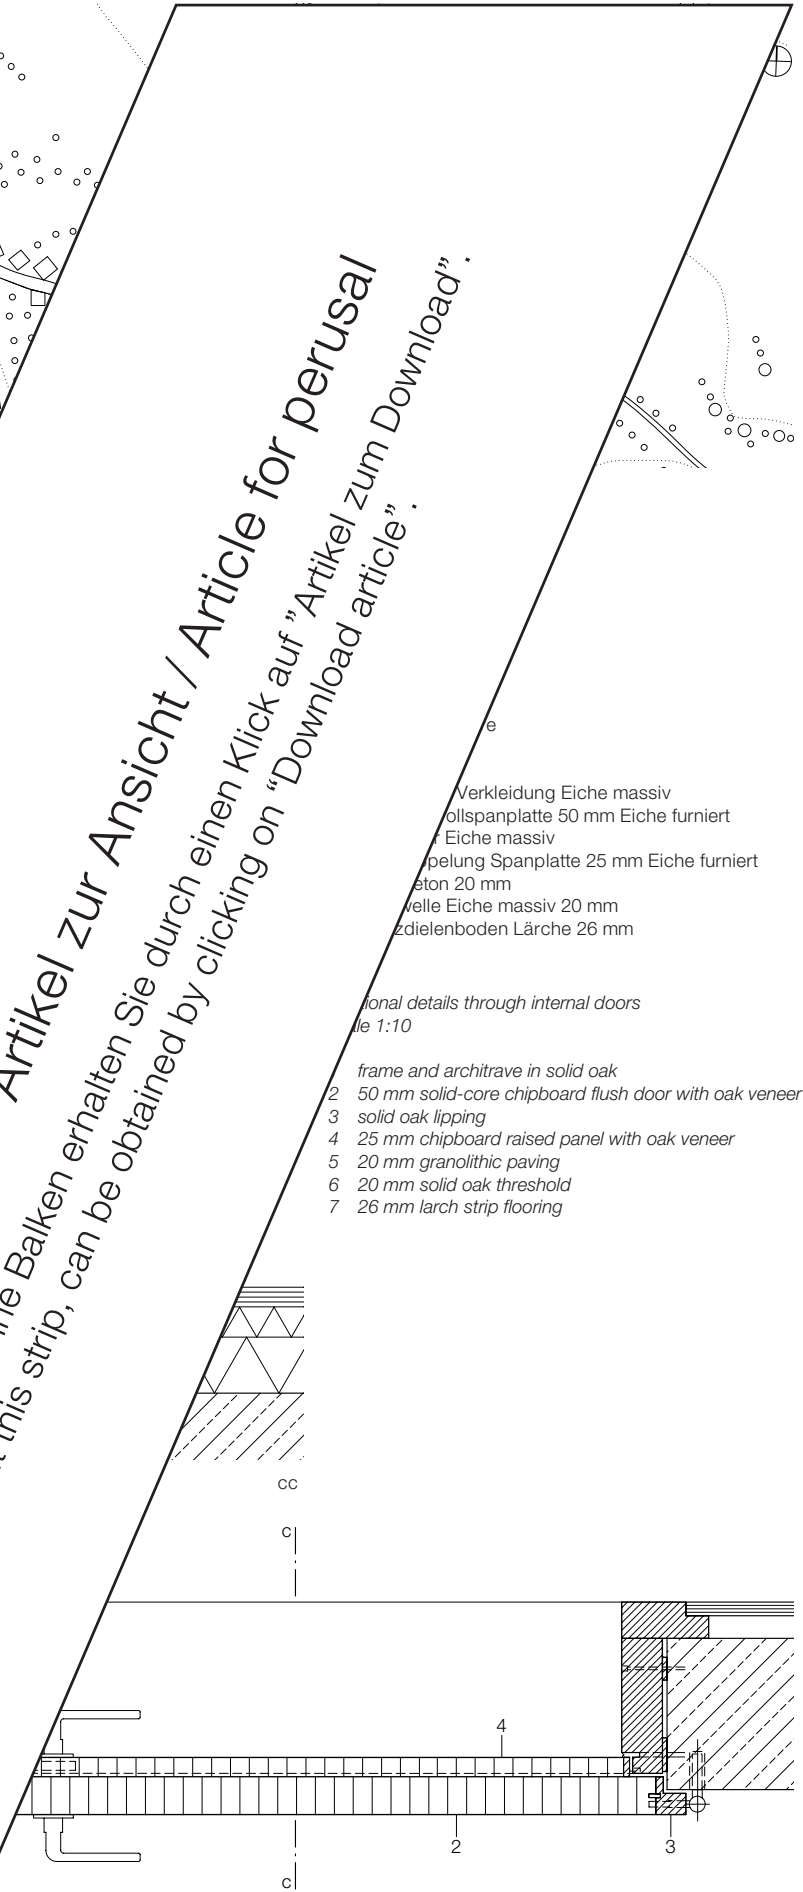 Artikel zur Ansicht / Article for perusal
Balken erhalten Sie durch einen Klick auf ”Artikel zum Download”.
this strip, can be obtained by clicking on “Download article”.
e
Verkleidung Eiche massiv
ollspanplatte 50 mm Eiche furniert
Eiche massiv
ppelung Spanplatte 25 mm Eiche furniert
eton 20 mm
welle Eiche massiv 20 mm
zdielenboden Lärche 26 mm
ional details through internal doors
le 1:10
frame and architrave in solid oak
2 50 mm solid-core chipboard flush door with oak veneer
3 solid oak lipping
4 25 mm chipboard raised panel with oak veneer
5 20 mm granolithic paving
6 20 mm solid oak threshold
7 26 mm larch strip flooring
cc
c
4
2
3
c